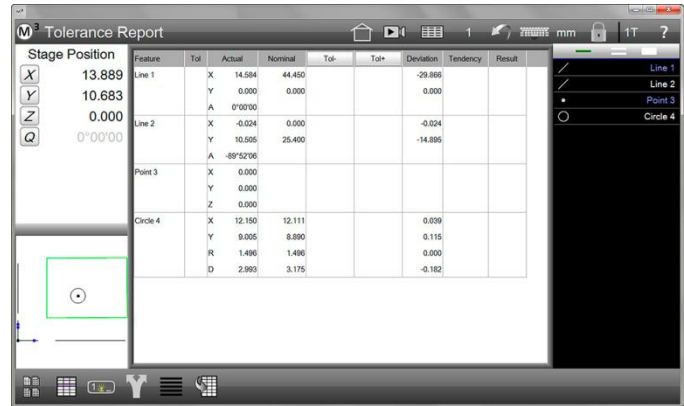 M3 Tolerance Report 1 mm 1T ?
Stage Position
X 13.889
Y 10.683
Z 0.000
Q 0°00'00
Feature Tol Actual Nominal Tol- Tol+ Deviation Tendency Result
Line 1 X 14.584 44.450 -29.866
Y 0.000 0.000 0.000
A 0°00'00
Line 2 X -0.024 0.000 -0.024
Y 10.505 25.400 -14.895
A -89°52'06
Point 3 X 0.000
Y 0.000
Z 0.000
Circle 4 X 12.150 12.111 0.039
Y 9.005 8.890 0.115
R 1.496 1.496 0.000
D 2.993 3.175 -0.182
Line 1
Line 2
Point 3
Circle 4
1